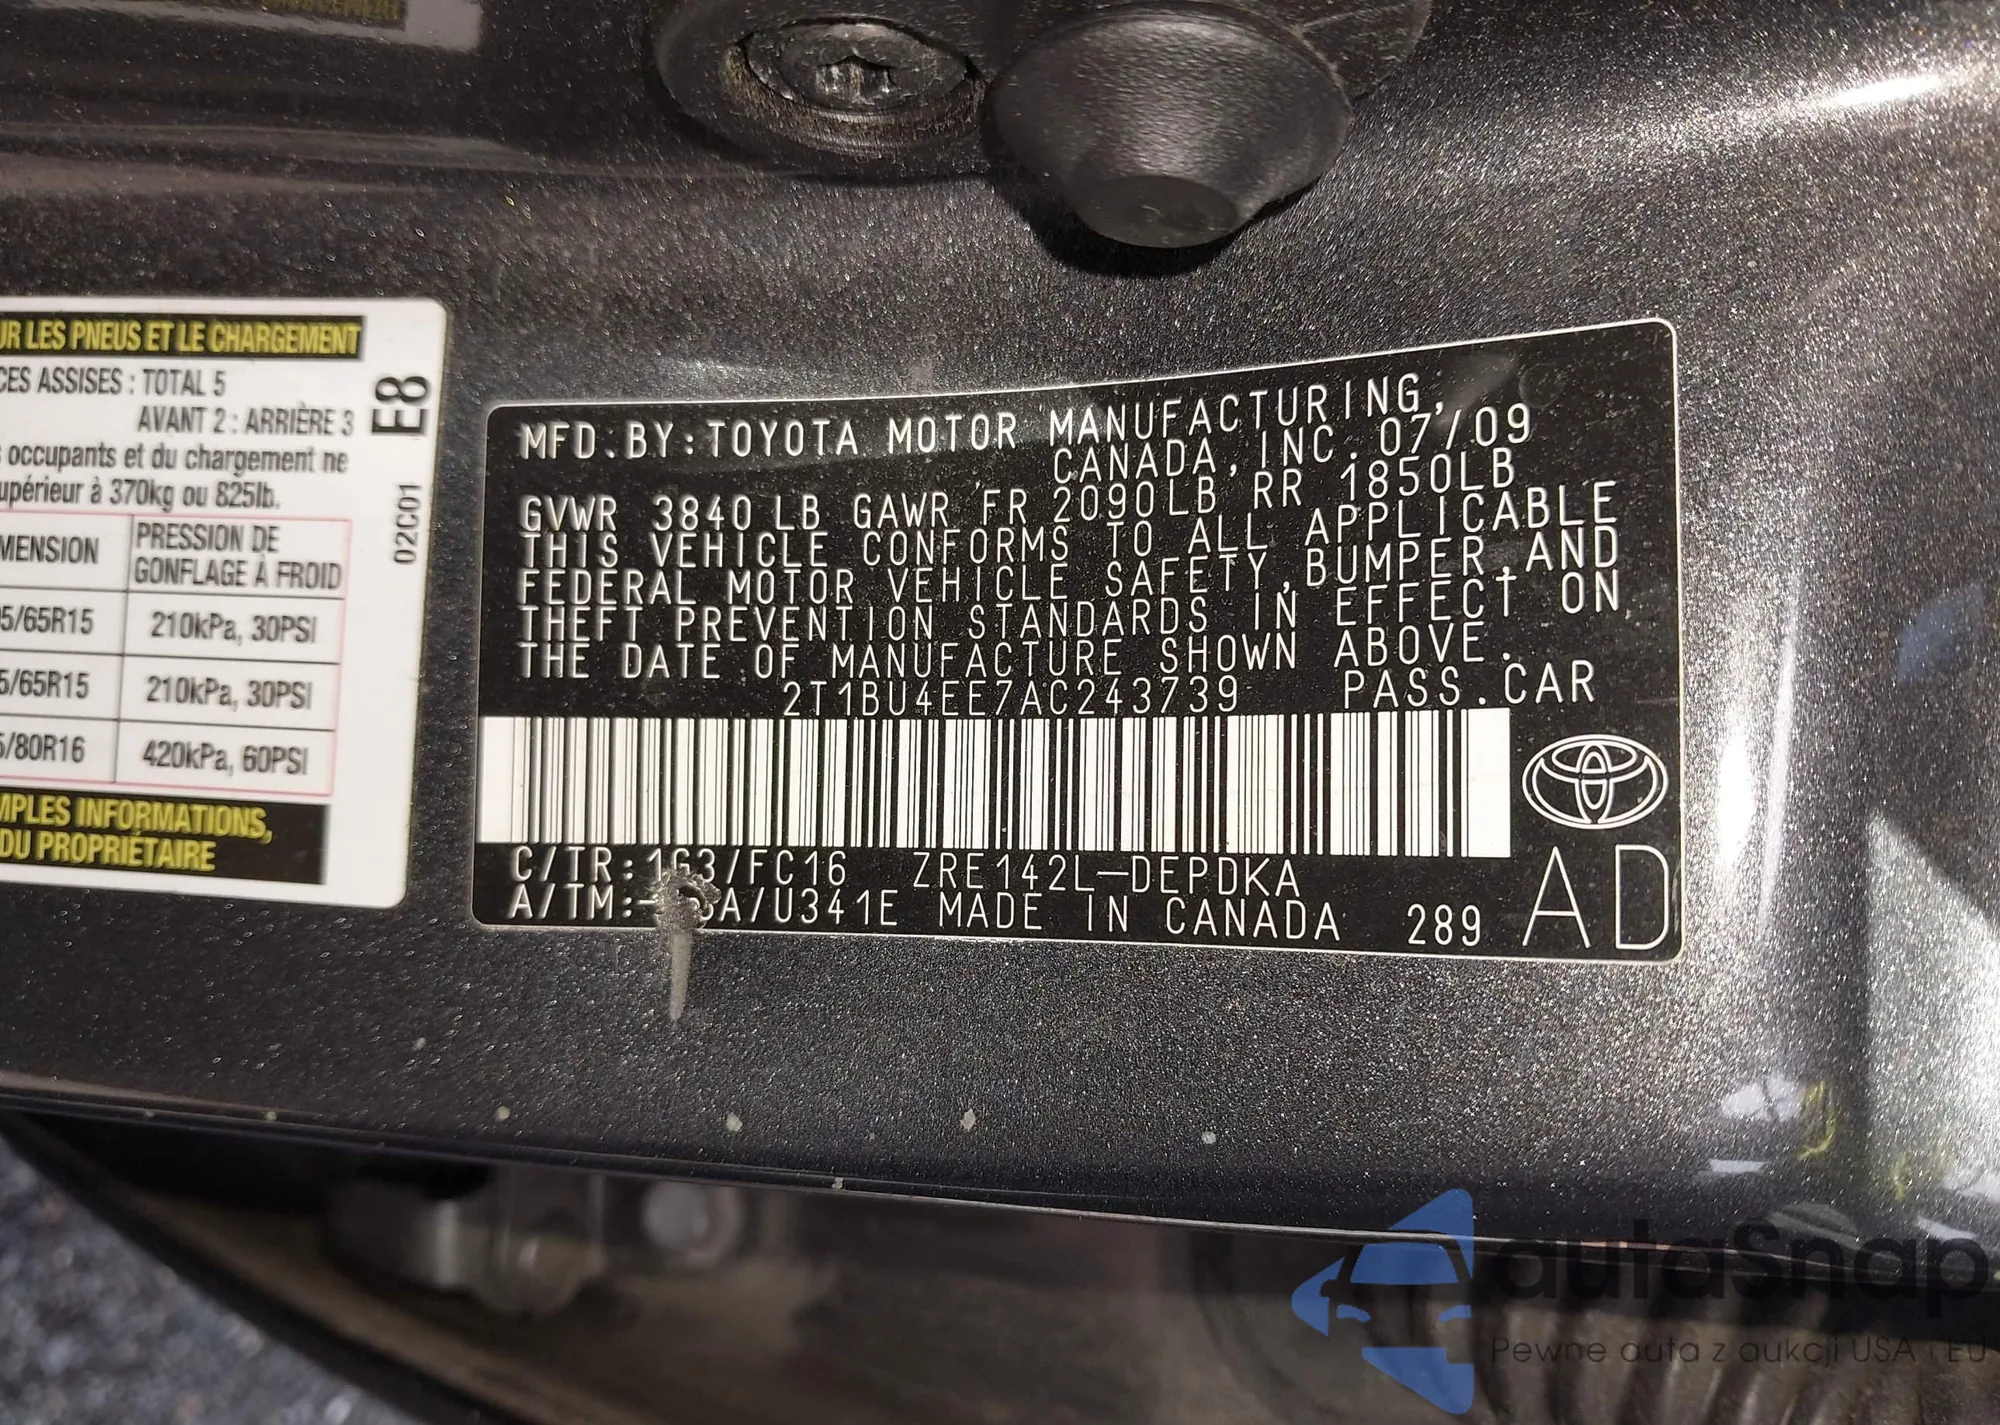 UR LES PNEUS ET LE CHARGEMENT
CES ASSISES : TOTAL 5
AVANT 2 : ARRIÈRE 3
occupants et du chargement ne
upérieur à 370kg ou 825lb.
MENSION PRESSION DE
GONFLAGE À FROID
5/65R15 210kPa, 30PSI
5/65R15 210kPa, 30PSI
5/80R16 420kPa, 60PSI
MPLES INFORMATIONS,
DU PROPRIÉTAIRE
E8
02C01
MFD.BY:TOYOTA MOTOR MANUFACTURING,
CANADA,INC. 07/09
GVWR 3840LB GAWR FR 2090LB RR 1850LB
THIS VEHICLE CONFORMS TO ALL APPLICABLE
FEDERAL MOTOR VEHICLE SAFETY,BUMPER,AND
THEFT PREVENTION STANDARDS IN EFFECT ON
THE DATE OF MANUFACTURE SHOWN ABOVE.
2T1BU4EE7AC243739 PASS.CAR
C/TR:1G3/FC16 ZRE142L-DEPDKA
A/TM: /U341E MADE IN CANADA 289
AD
autaSnap
Pewne auta z aukcji USA i EU